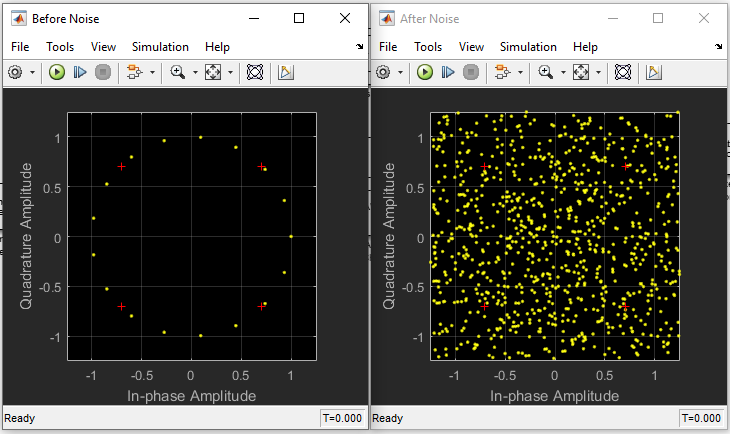 Before Noise
File Tools View Simulation Help
1
0.5
0
-0.5
-1
Quadrature Amplitude
-1 -0.5 0 0.5 1
In-phase Amplitude
Ready T=0.000
After Noise
File Tools View Simulation Help
1
0.5
0
-0.5
-1
Quadrature Amplitude
-1 -0.5 0 0.5 1
In-phase Amplitude
Ready T=0.000